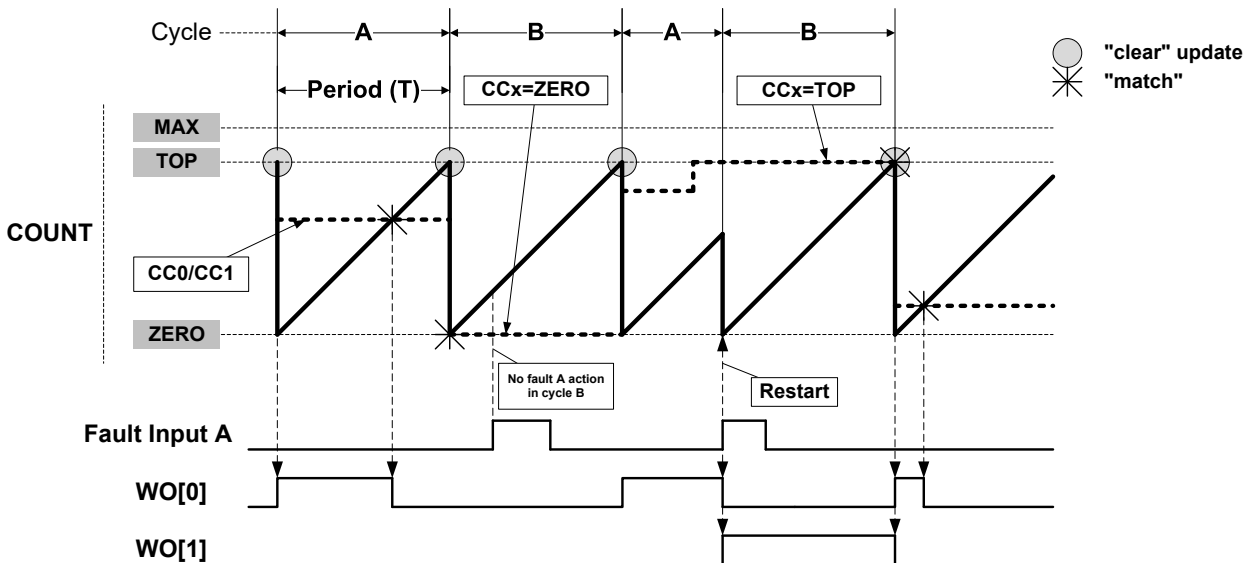 Cycle
A
B
A
B
"clear" update
"match"
Period (T)
CCx=ZERO
CCx=TOP
MAX
TOP
COUNT
CC0/CC1
ZERO
No fault A action
in cycle B
Restart
Fault Input A
WO[0]
WO[1]